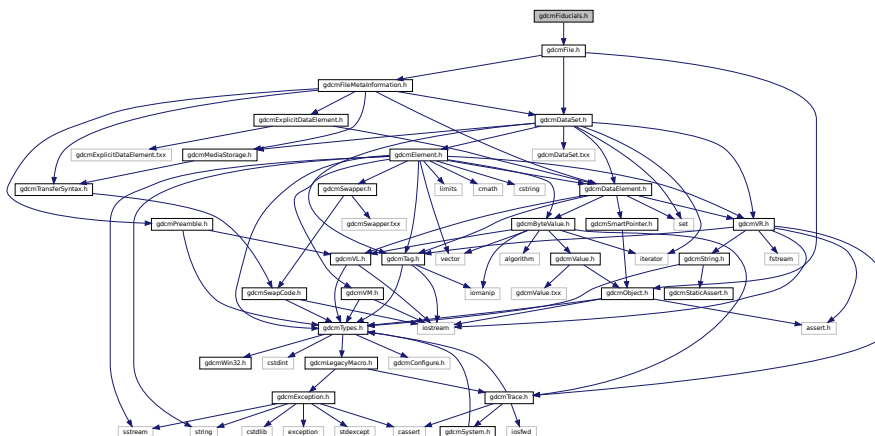 gdcmFiducials.h
gdcmFile.h
gdcmFileMetaInformation.h
gdcmExplicitDataElement.h
gdcmDataSet.h
gdcmExplicitDataElement.txx
gdcmMediaStorage.h
gdcmElement.h
gdcmDataSet.txx
gdcmTransferSyntax.h
gdcmSwapper.h
limits
cmath
cstring
gdcmDataElement.h
gdcmPreamble.h
gdcmSwapper.txx
gdcmByteValue.h
gdcmSmartPointer.h
set
gdcmVR.h
gdcmVL.h
gdcmTag.h
vector
algorithm
gdcmValue.h
iterator
gdcmString.h
fstream
gdcmSwapCode.h
gdcmVM.h
iomanip
gdcmValue.txx
gdcmObject.h
gdcmStaticAssert.h
gdcmTypes.h
iostream
assert.h
gdcmWin32.h
cstdint
gdcmLegacyMacro.h
gdcmConfigure.h
gdcmException.h
gdcmTrace.h
sstream
string
cstdlib
exception
stdexcept
cassert
gdcmSystem.h
iosfwd